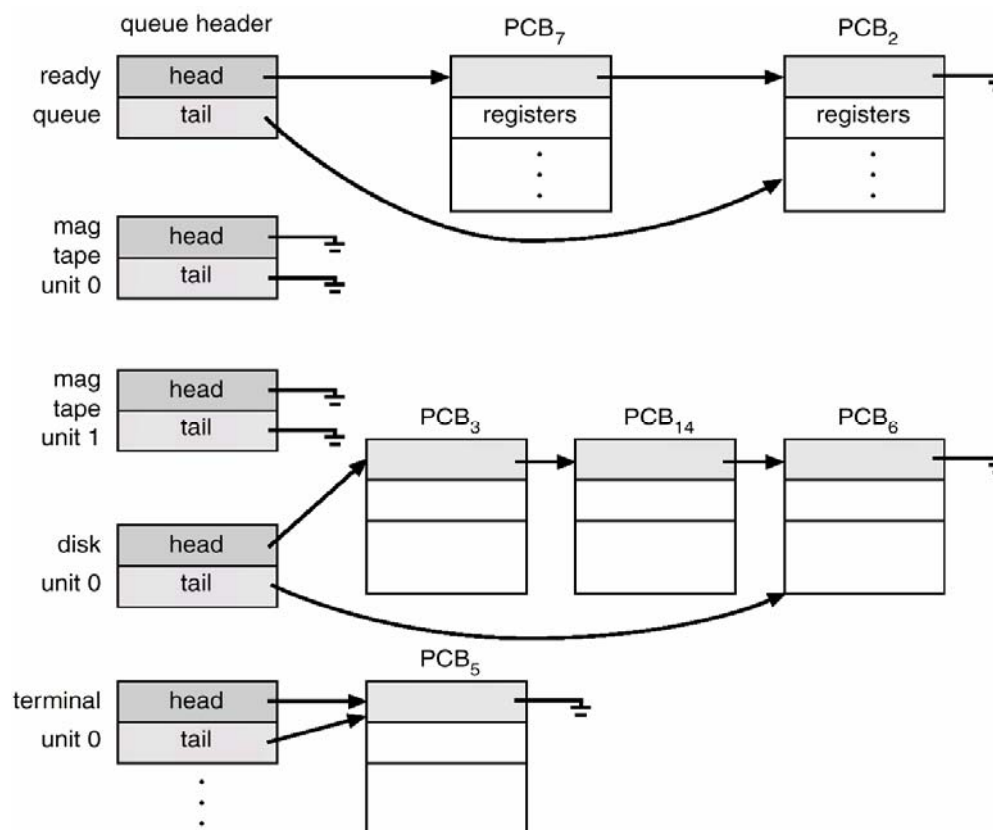 queue header
PCB₇
PCB₂
ready
queue
head
tail
registers
registers
mag
tape
unit 0
head
tail
mag
tape
unit 1
head
tail
PCB₃
PCB₁₄
PCB₆
disk
unit 0
head
tail
PCB₅
terminal
unit 0
head
tail